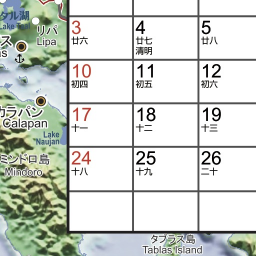 タル湖
リパ
Lipa
ス
as
カラパン
Calapan
Lake
Naujan
ミンドロ島
Mindoro
タブラス島
Tablas Island
3 4 5
廿六 廿七 廿八
清明
10 11 12
初四 初五 初六
17 18 19
十一 十二 十三
24 25 26
十八 十九 二十